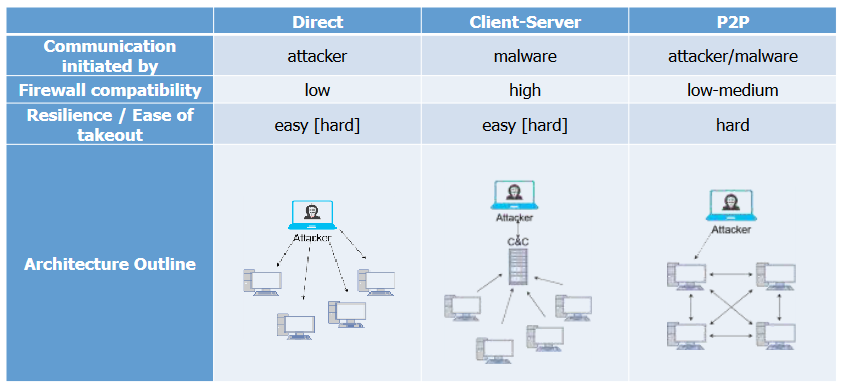 Direct
Client-Server
P2P
Communication
initiated by
attacker
malware
attacker/malware
Firewall compatibility
low
high
low-medium
Resilience / Ease of
takeout
easy [hard]
easy [hard]
hard
Architecture Outline
Attacker
Attacker
C&C
Attacker